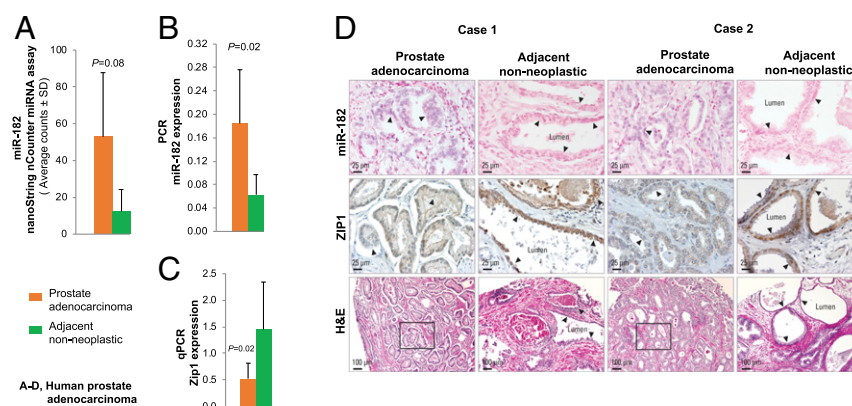 A
miR-182
nanoString nCounter miRNA assay
( Average counts ± SD)
100
80
60
40
20
0
P=0.08
B
PCR
miR-182 expression
0.32
0.28
0.24
0.20
0.16
0.12
0.08
0.04
0.00
P=0.02
C
qPCR
Zip1 expression
2.5
2.0
1.5
1.0
0.5
0.0
P=0.02
Prostate
adenocarcinoma
Adjacent
non-neoplastic
A-D, Human prostate
adenocarcinoma
D
Case 1
Case 2
Prostate
adenocarcinoma
Adjacent
non-neoplastic
Prostate
adenocarcinoma
Adjacent
non-neoplastic
miR-182
25 µm
Lumen
25 µm
25 µm
Lumen
25 µm
ZIP1
25 µm
Lumen
25 µm
25 µm
Lumen
25 µm
H&E
100 µm
Lumen
100 µm
100 µm
Lumen
100 µm